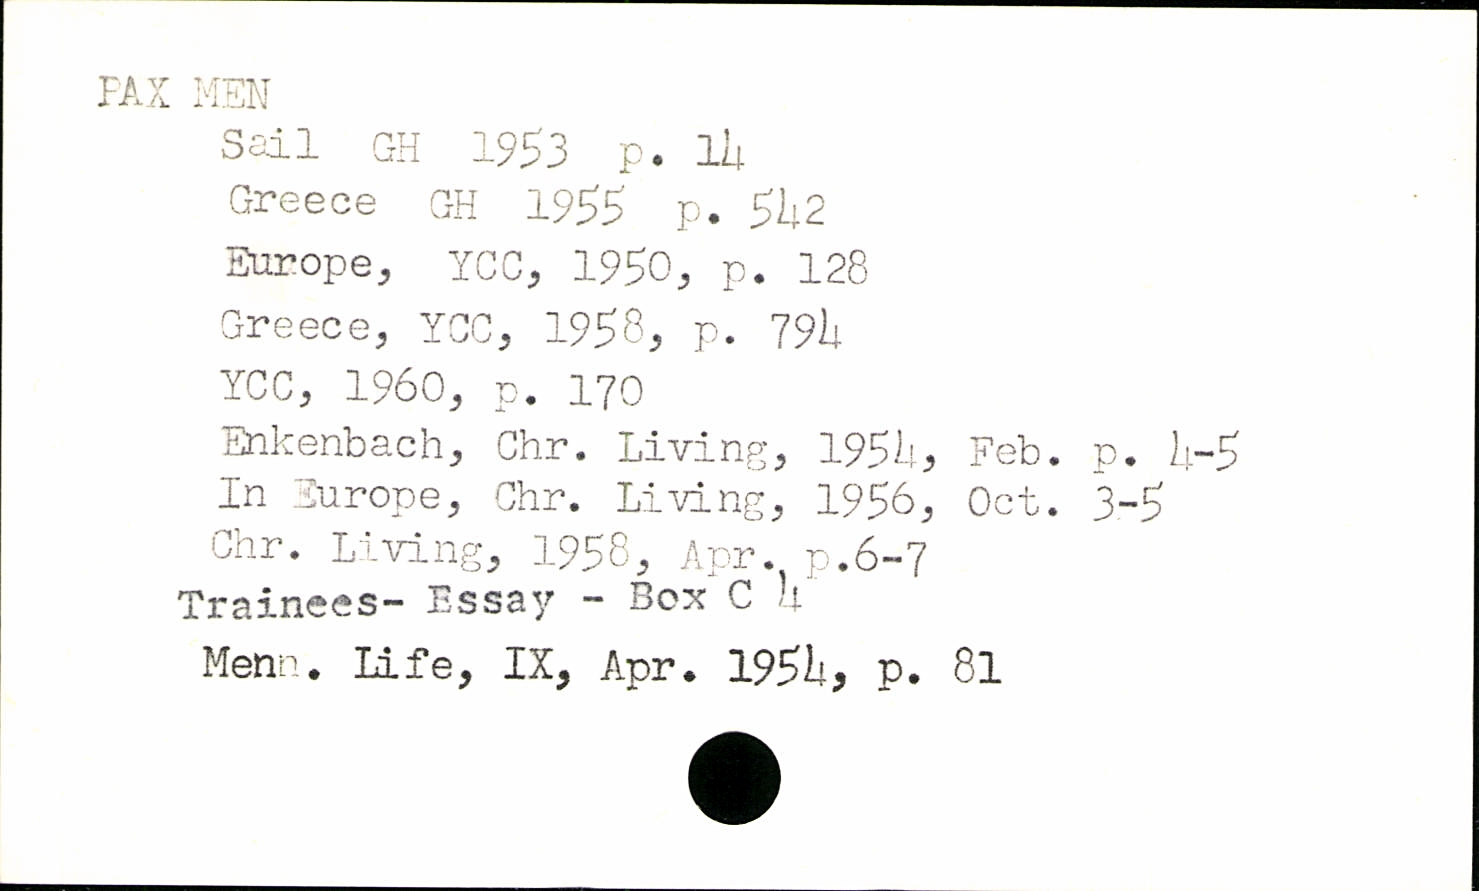 PAX MEN
Sail GH 1953 p. 14
Greece GH 1955 p. 542
Europe, YCC, 1950, p. 128
Greece, YCC, 1958, p. 794
YCC, 1960, p. 170
Enkenbach, Chr. Living, 1954, Feb. p. 4-5
In Europe, Chr. Living, 1956, Oct. 3-5
Chr. Living, 1958, Apr., p.6-7
Trainees- Essay - Box C 4
Menn. Life, IX, Apr. 1954, p. 81